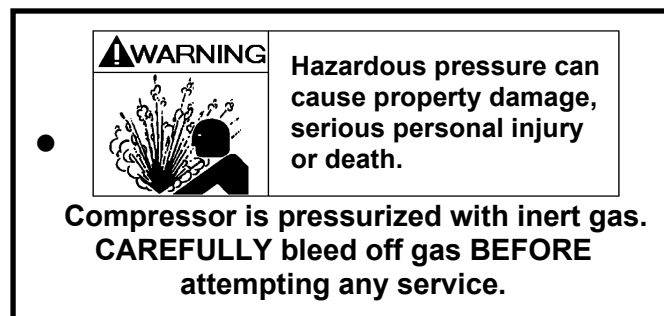 WARNING
Hazardous pressure can
cause property damage,
serious personal injury
or death.
Compressor is pressurized with inert gas.
CAREFULLY bleed off gas BEFORE
attempting any service.